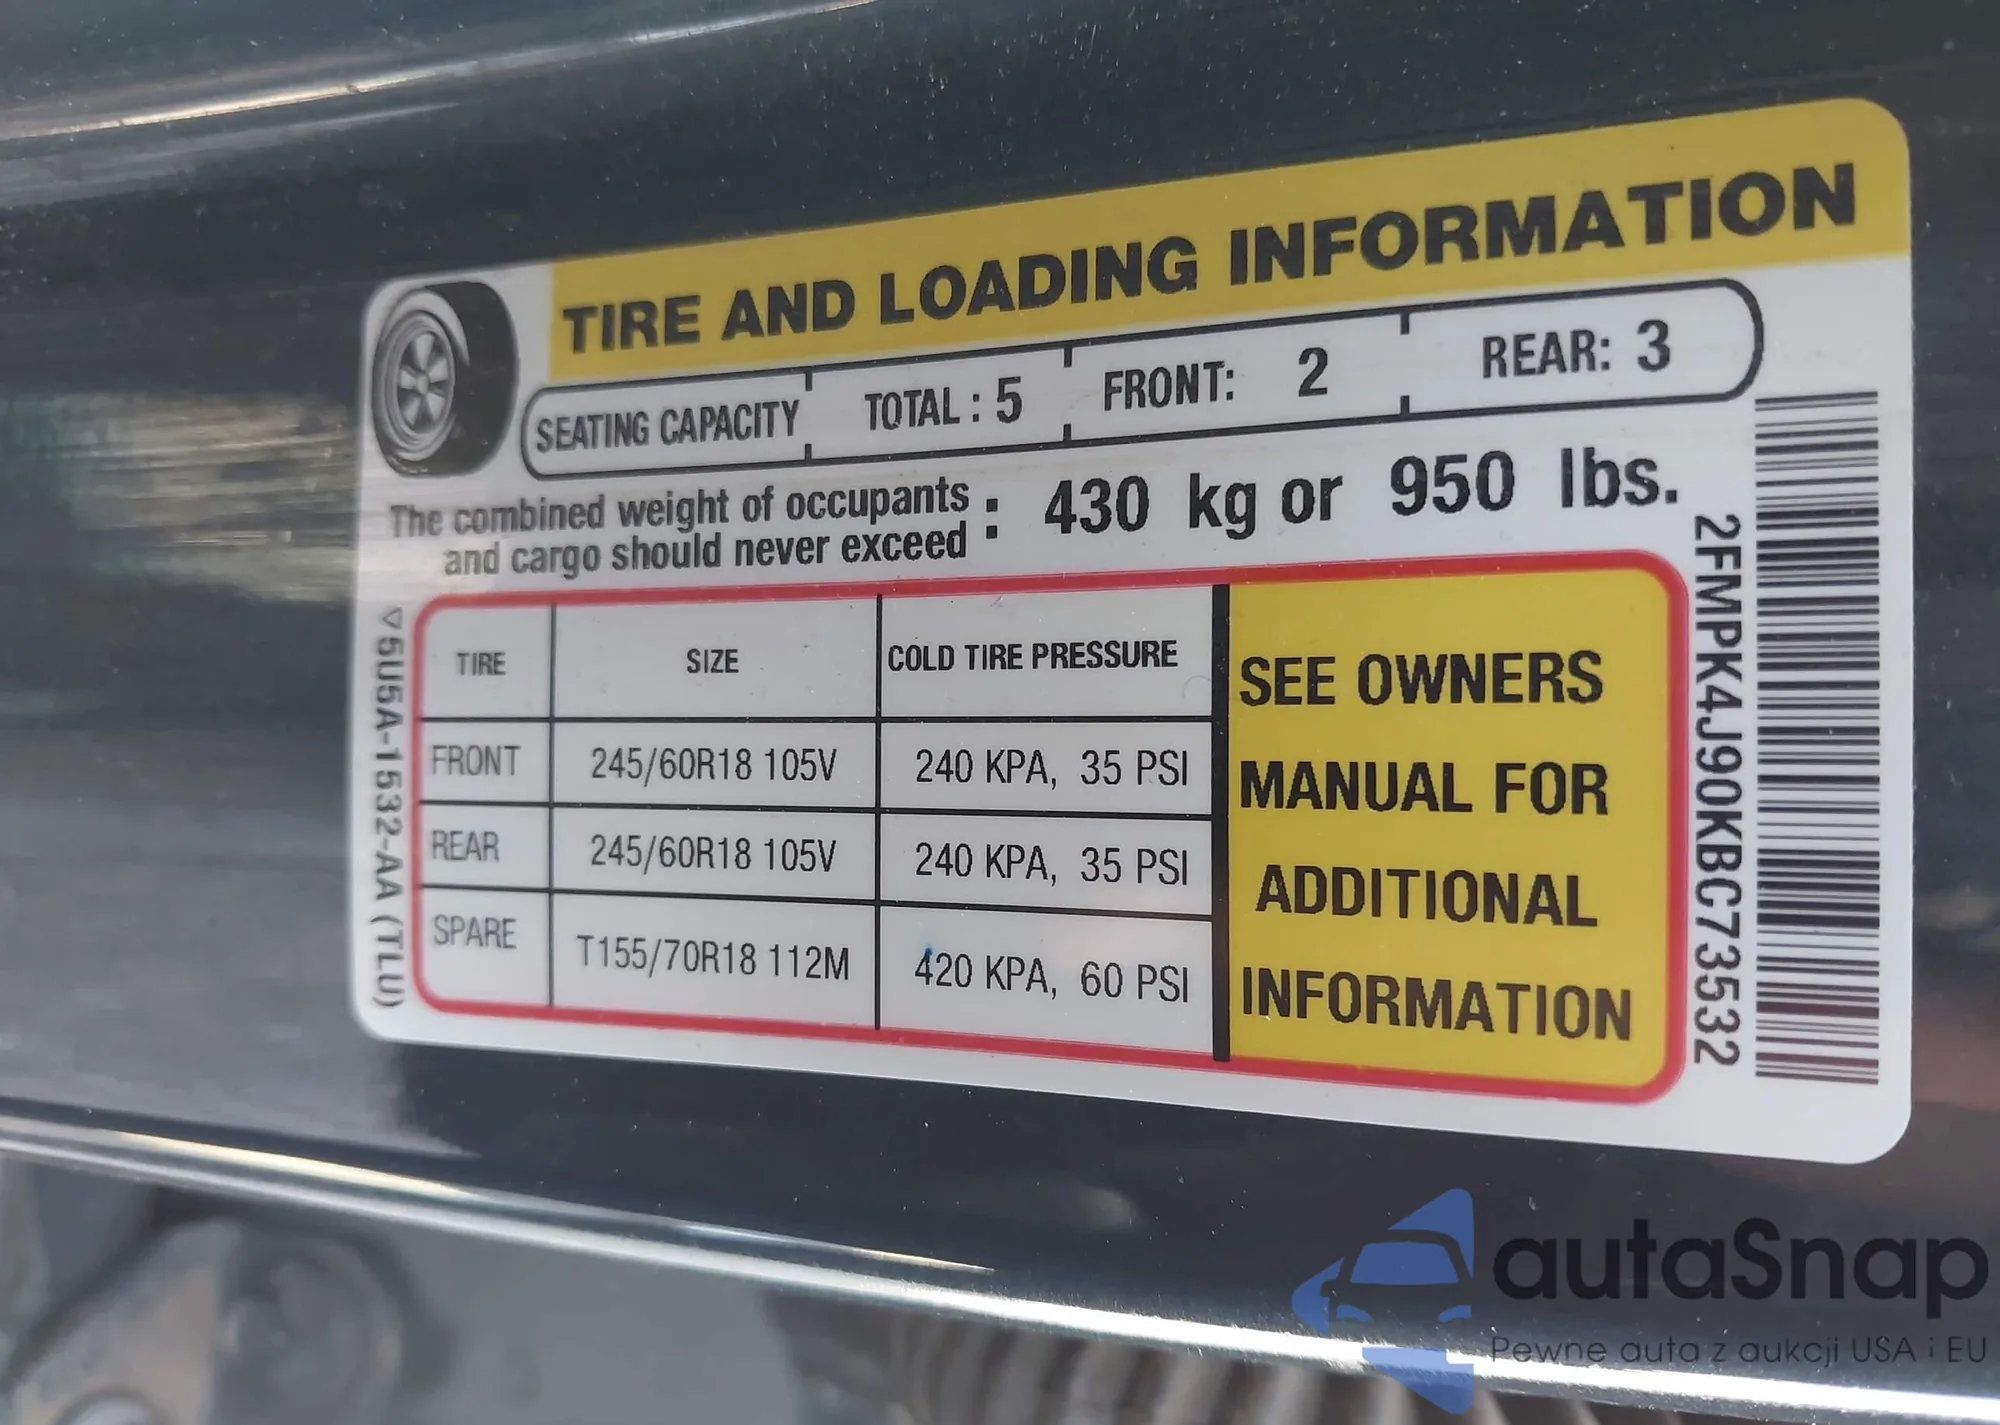 TIRE AND LOADING INFORMATION
SEATING CAPACITY TOTAL : 5 FRONT: 2 REAR: 3
The combined weight of occupants
and cargo should never exceed : 430 kg or 950 lbs.
TIRE SIZE COLD TIRE PRESSURE
FRONT 245/60R18 105V 240 KPA, 35 PSI
REAR 245/60R18 105V 240 KPA, 35 PSI
SPARE T155/70R18 112M 420 KPA, 60 PSI
SEE OWNERS
MANUAL FOR
ADDITIONAL
INFORMATION
5U5A-1532-AA (TLU)
2FMPK4J90KBC73532
autaSnap
Pewne auta z aukcji USA i EU